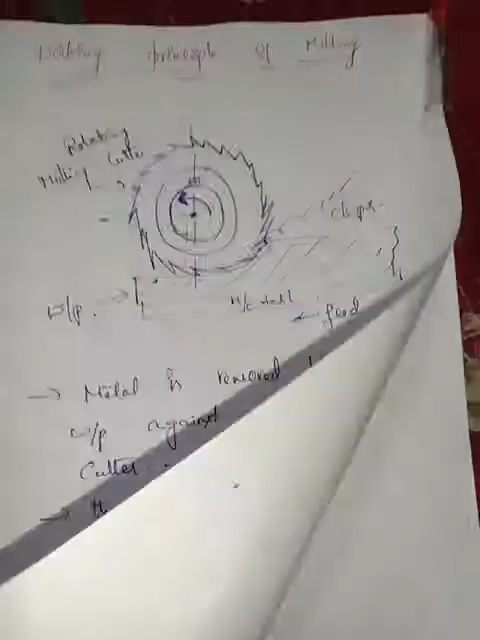 Working Principle of Milling
Rotating
Milling Cutter
chips
w/p.
M/c table
feed
→ Metal is removed
w/p against
Cutter
→